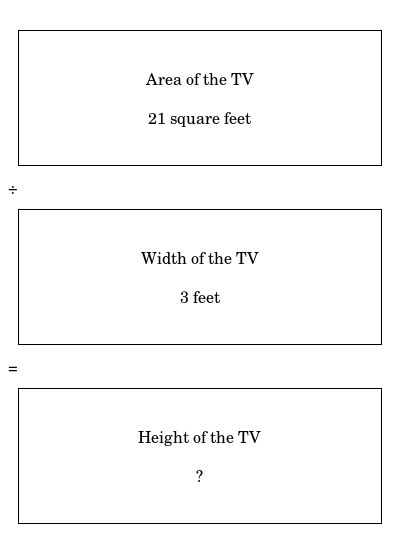 Area of the TV
21 square feet
÷
Width of the TV
3 feet
=
Height of the TV
?